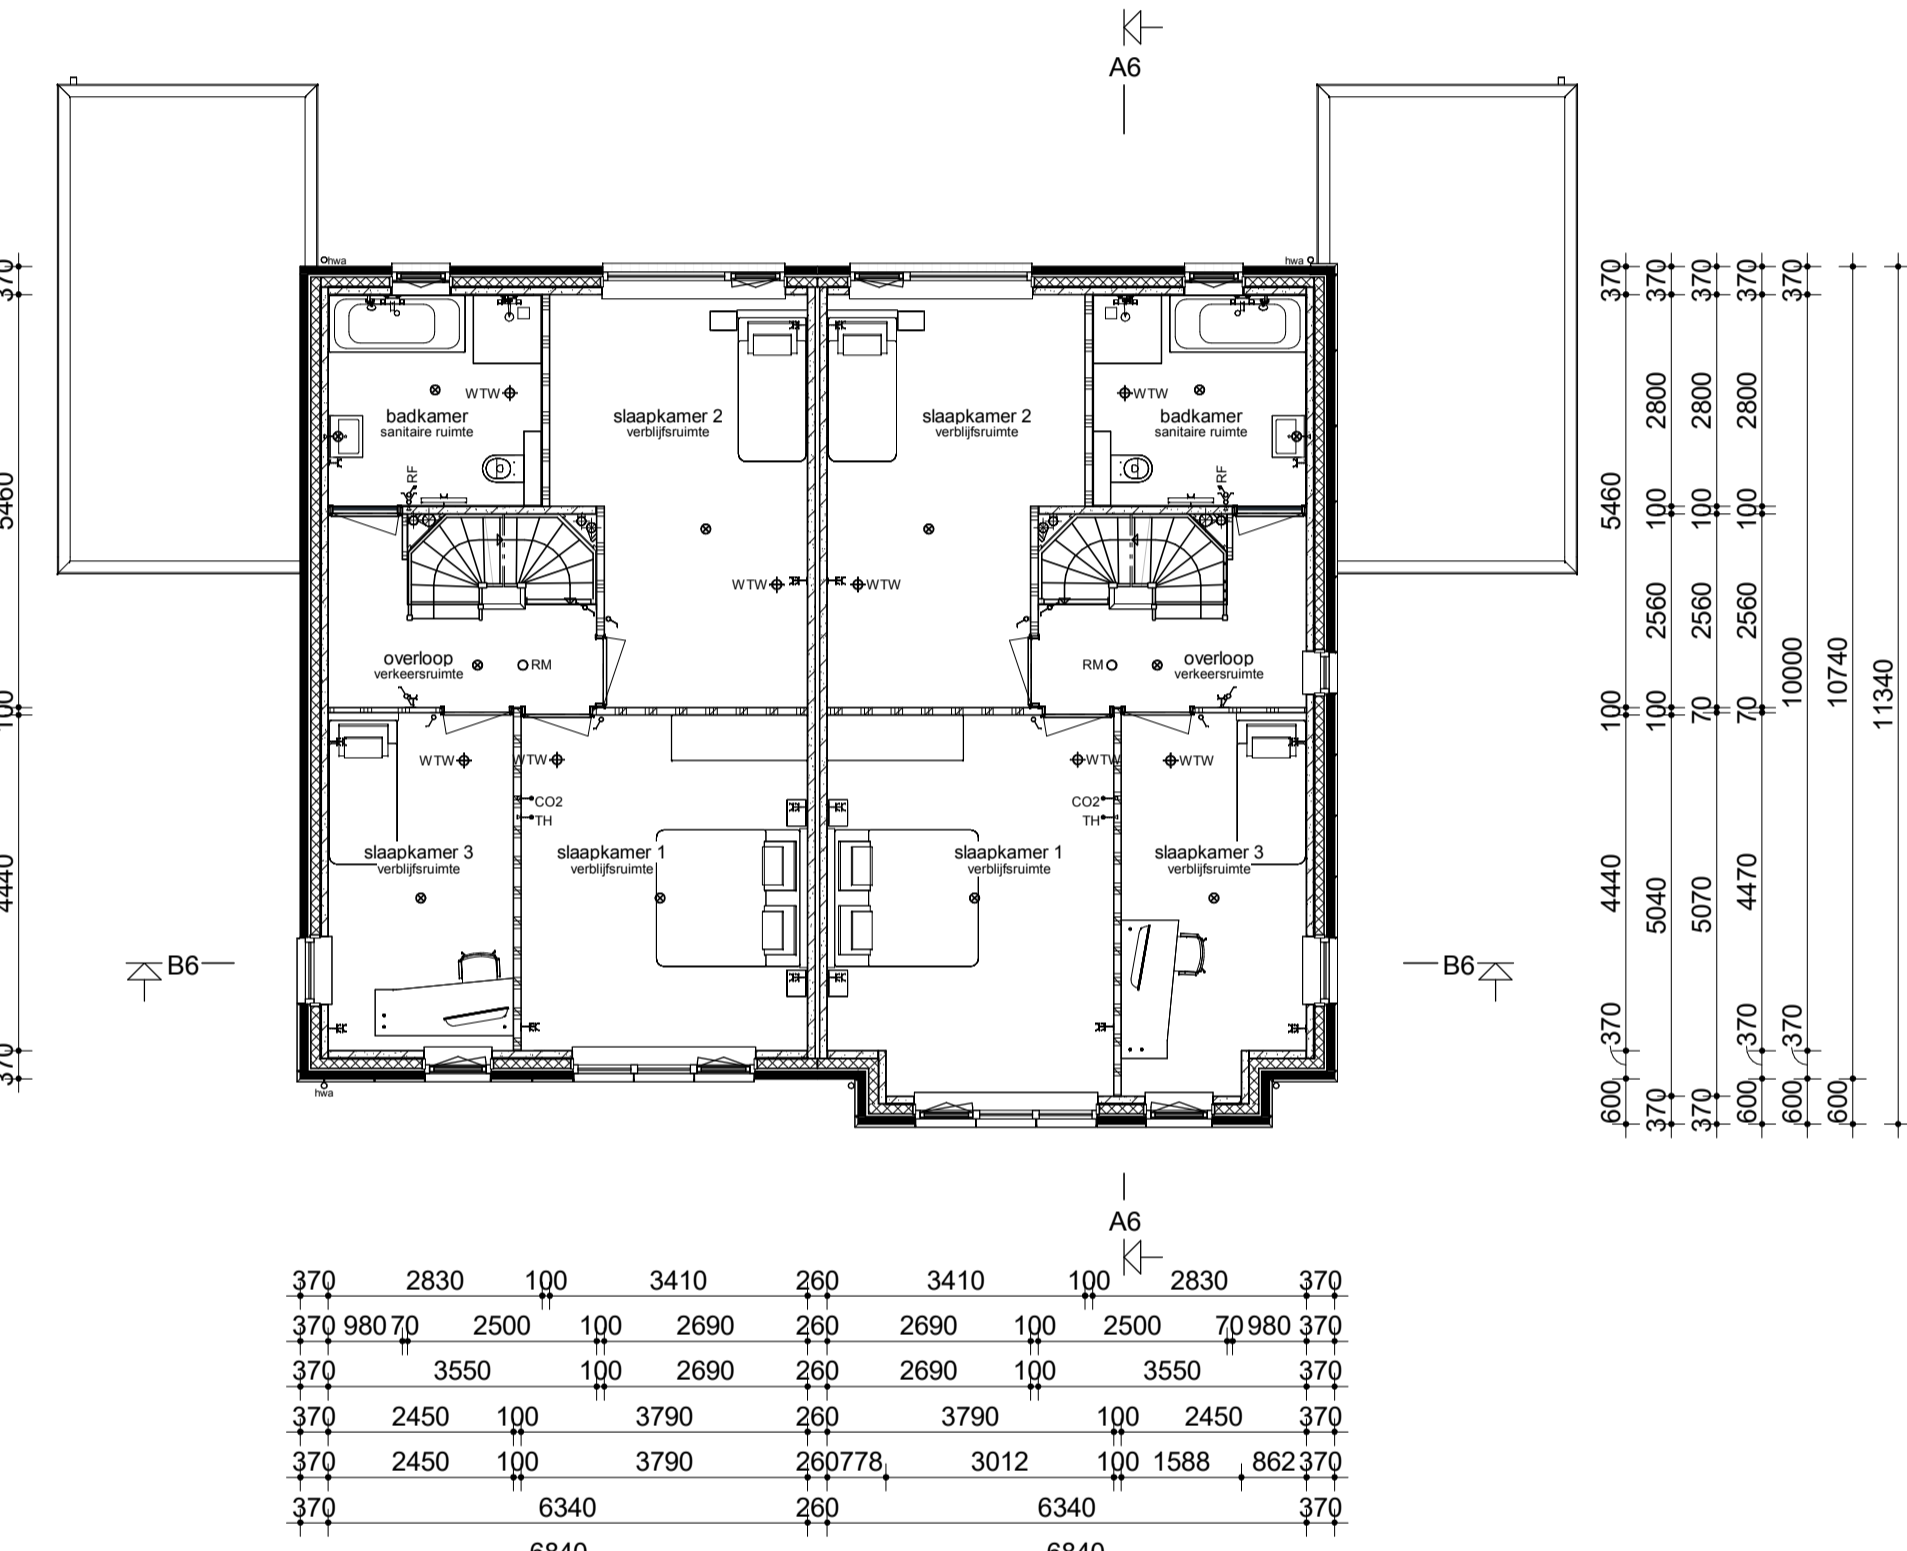 A6
hwa
hwa
WTW
badkamer
sanitaire ruimte
slaapkamer 2
verblijfsruimte
slaapkamer 2
verblijfsruimte
WTW
badkamer
sanitaire ruimte
RF
RF
WTW
WTW
overloop
verkeersruimte
RM
RM
overloop
verkeersruimte
WTW
WTW
WTW
WTW
CO2
TH
CO2
TH
slaapkamer 3
verblijfsruimte
slaapkamer 1
verblijfsruimte
slaapkamer 1
verblijfsruimte
slaapkamer 3
verblijfsruimte
B6
B6
hwa
A6
370
5460
100
4440
370
370
5460
100
4440
370
600
370
2800
100
2560
100
5040
370
370
2800
100
2560
70
5070
370
370
2800
100
2560
70
4470
370
600
370
10000
370
600
10740
600
11340
370 2830 100 3410 260 3410 100 2830 370
370 980 70 2500 100 2690 260 2690 100 2500 70 980 370
370 3550 100 2690 260 2690 100 3550 370
370 2450 100 3790 260 3790 100 2450 370
370 2450 100 3790 260 778 3012 100 1588 862 370
370 6340 260 6340 370
6840 6840